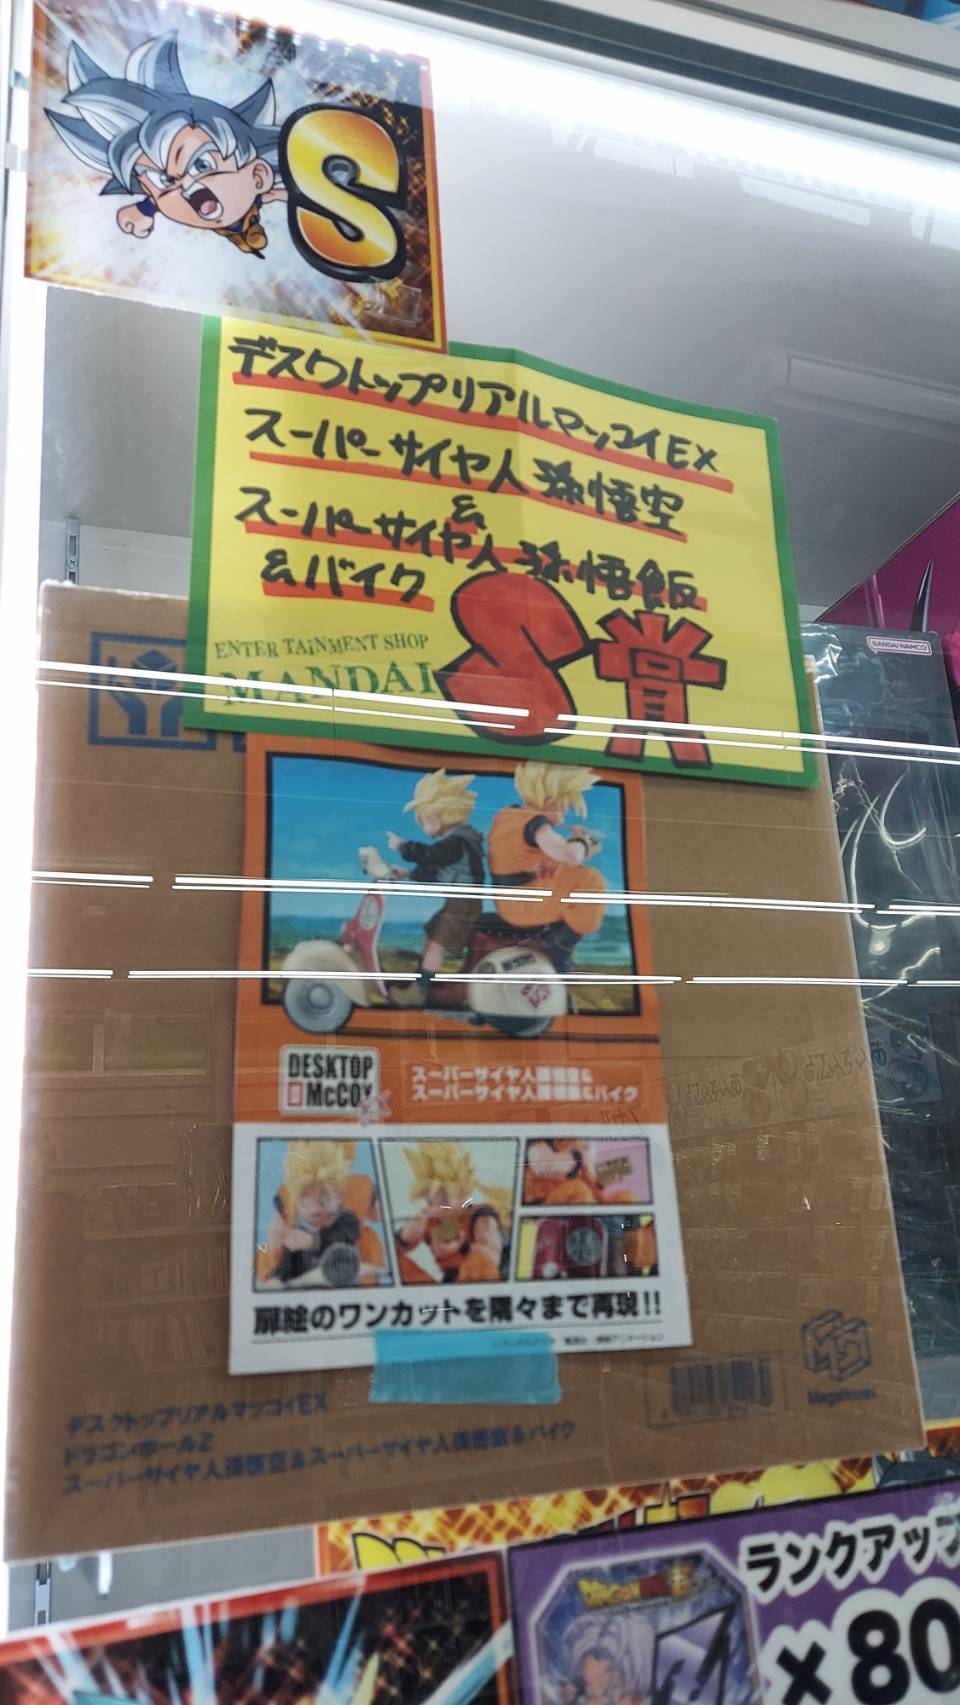 S
デスクトップリアルマッコイEX
スーパーサイヤ人孫悟空
&
スーパーサイヤ人孫悟飯
&バイク
S賞
ENTERTAINMENT SHOP
MANDAI
BANDAI NAMCO
DESKTOP
McCOY
EX
スーパーサイヤ人孫悟空&
スーパーサイヤ人孫悟飯&バイク
扉絵のワンカットを隅々まで再現!!
MegaHouse
デスクトップリアルマッコイEX
ドラゴンボールZ
スーパーサイヤ人孫悟空&スーパーサイヤ人孫悟飯&バイク
ランクアップ
×80